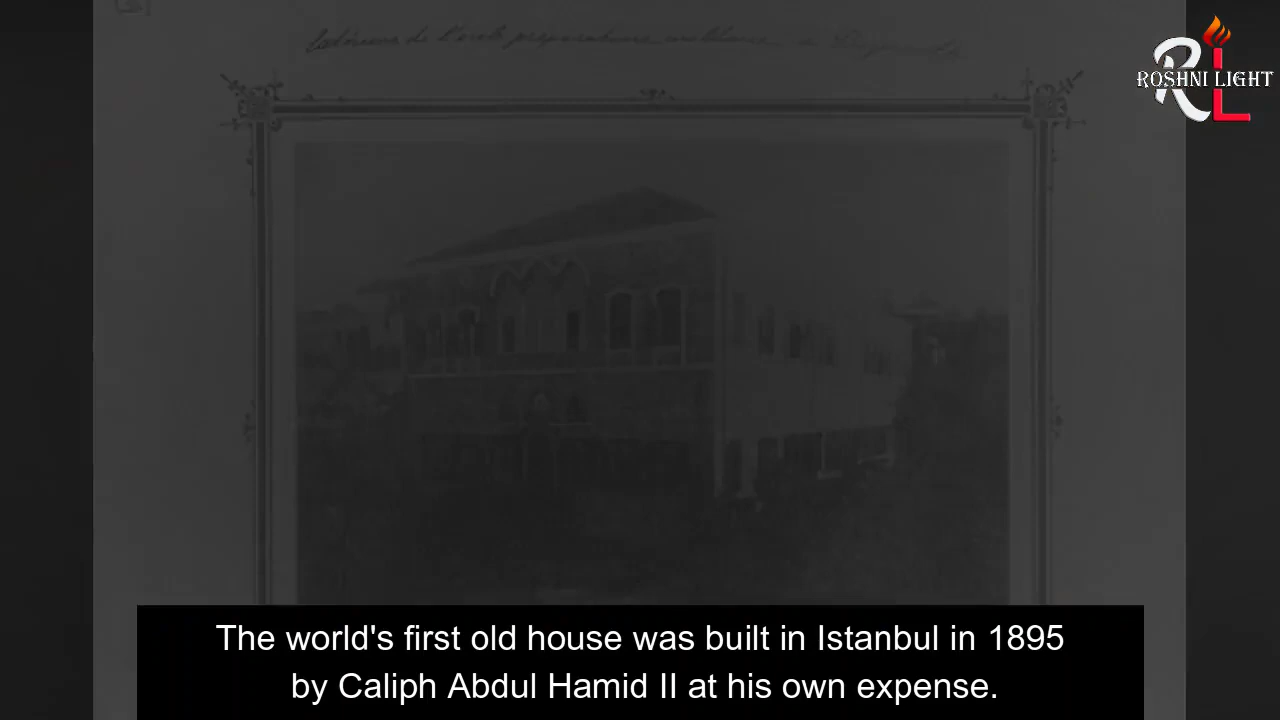 ROSHNI LIGHT
The world's first old house was built in Istanbul in 1895
by Caliph Abdul Hamid II at his own expense.